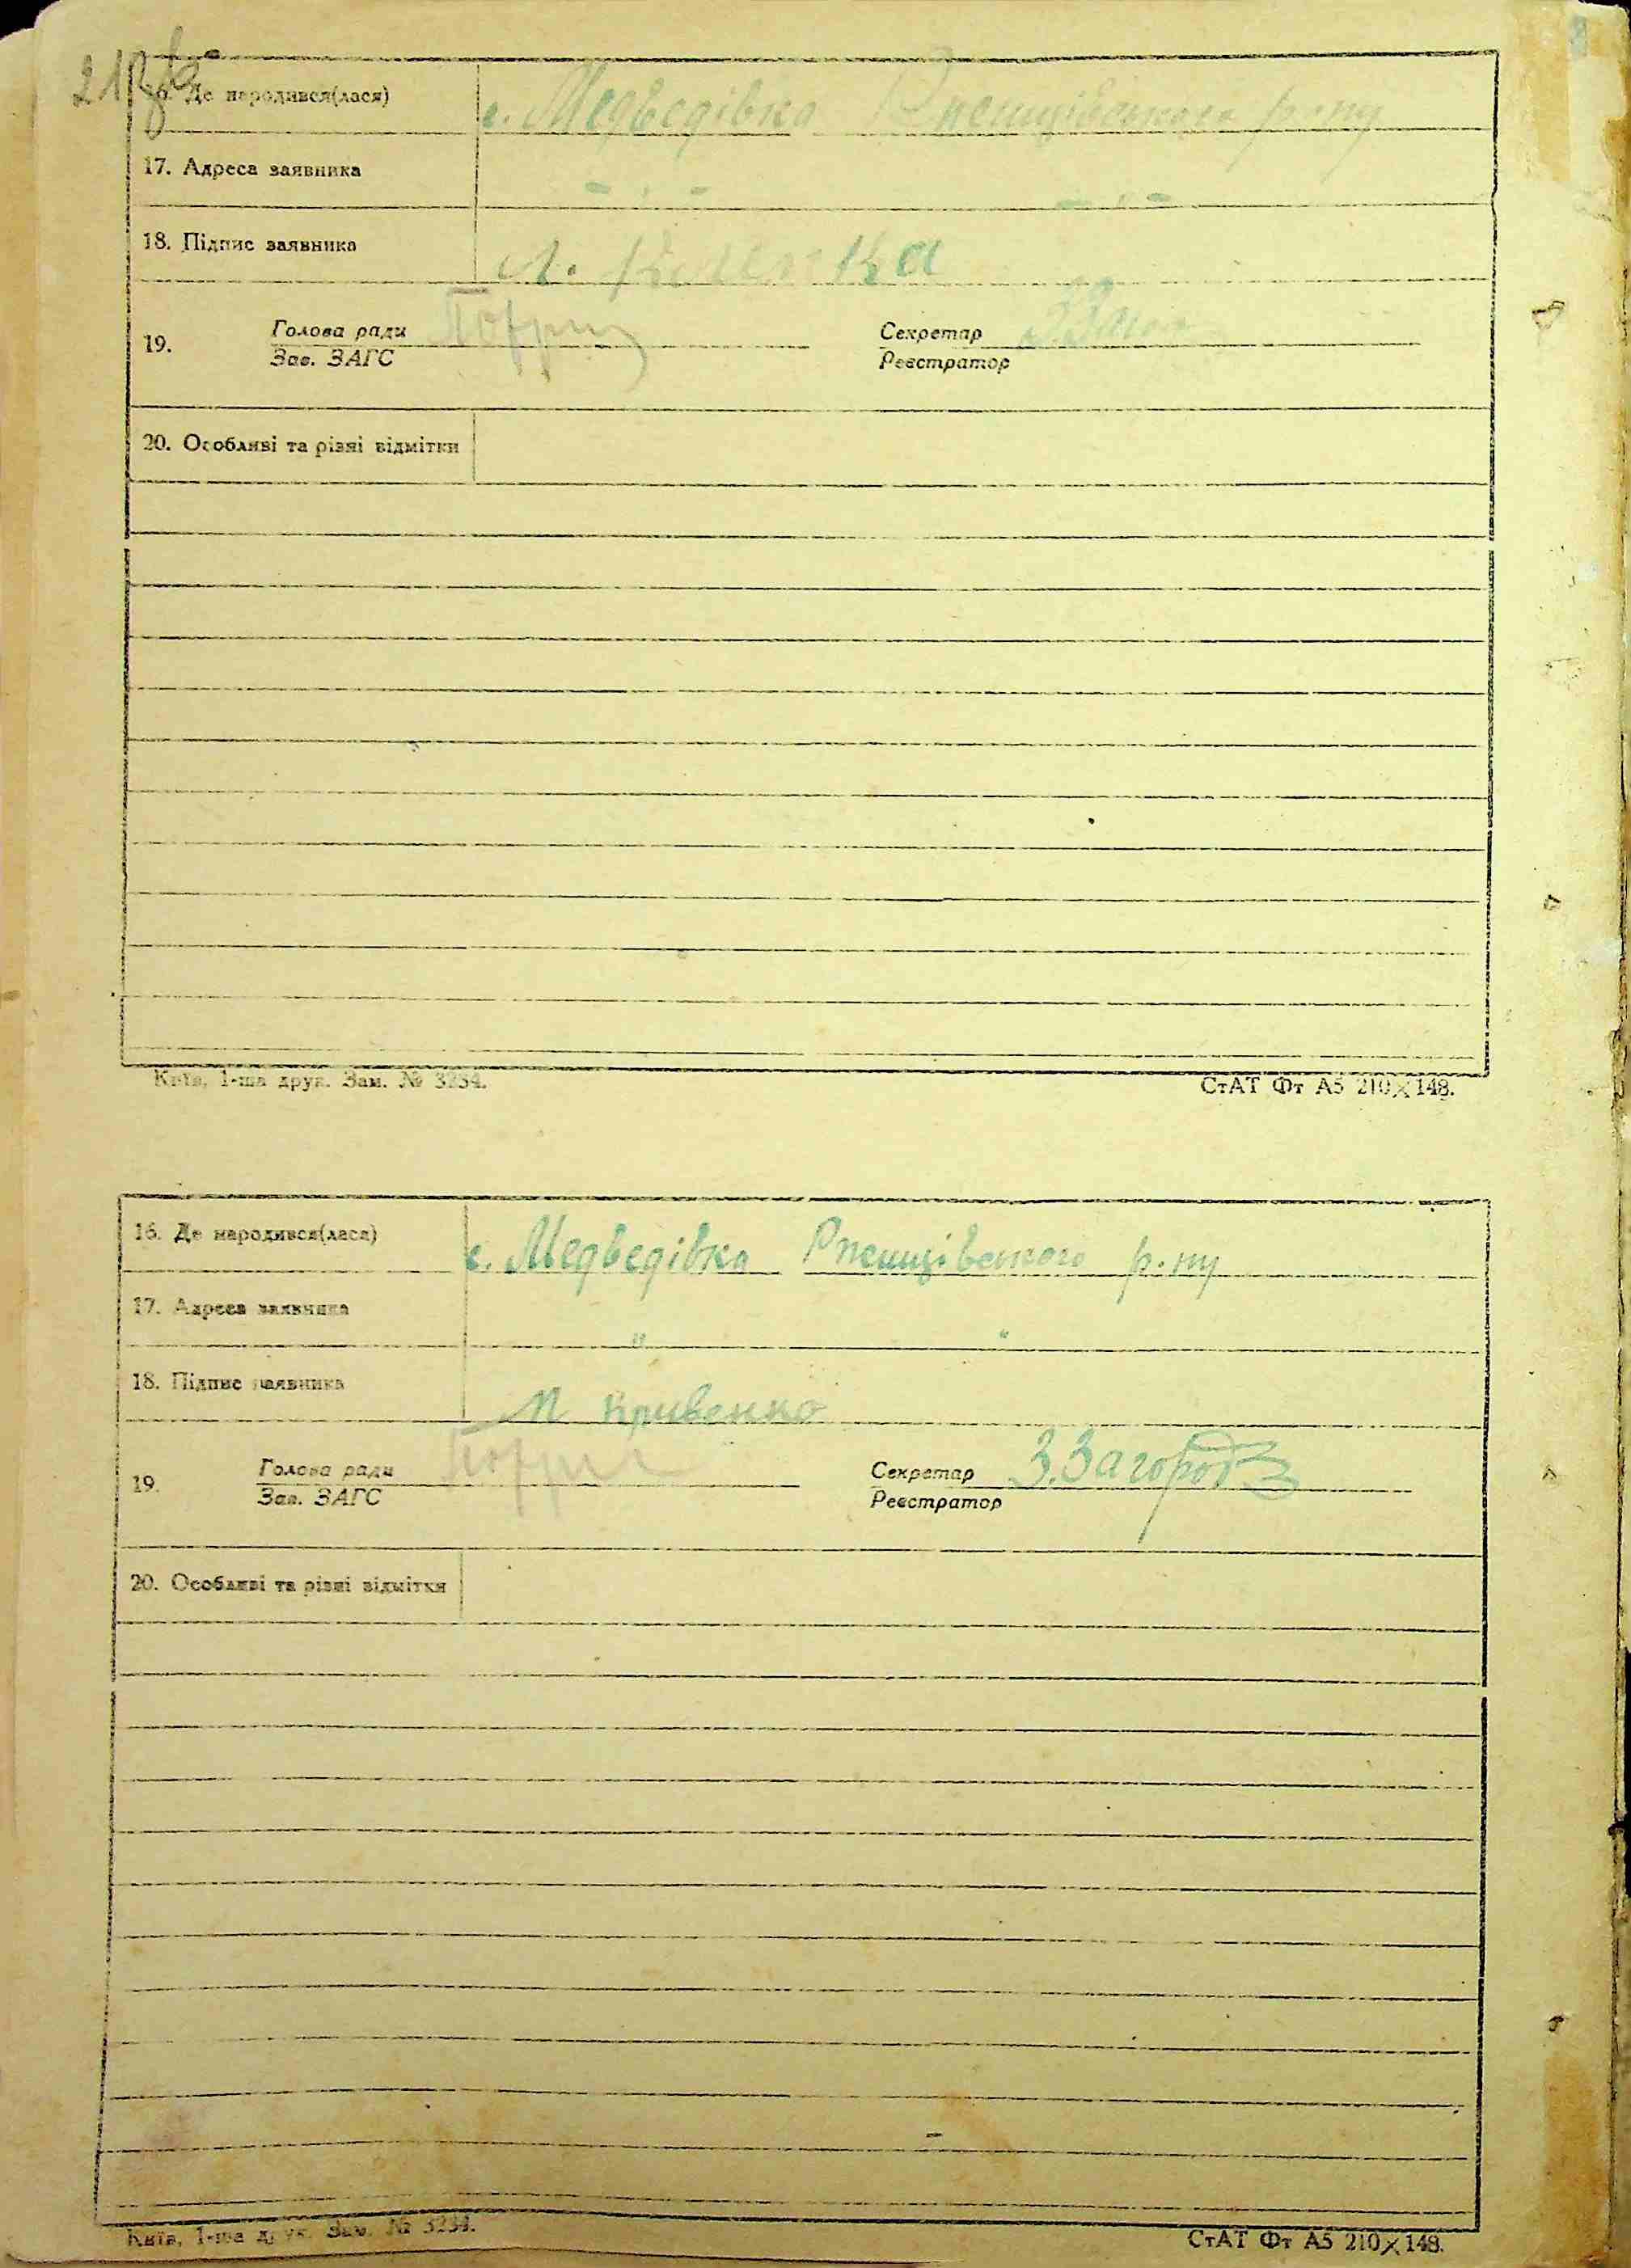 16. Де народився(лася) с. Медведівка Рпенцівського р-ну
17. Адреса заявника - " - - " -
18. Підпис заявника
19. Голова ради Секретар
Зав. ЗАГС Реєстратор
20. Особливі та різні відмітки
Київ, 1-ша друк. Зам. № 3234. СтАТ Фт А5 210×148.
16. Де народився(лася) с. Медведівка Рпенцівського р-ну
17. Адреса заявника " "
18. Підпис заявника П Кривенко
19. Голова ради Секретар З.Загород
Зав. ЗАГС Реєстратор
20. Особливі та різні відмітки
Київ, 1-ша друк. Зам. № 3234. СтАТ Фт А5 210×148.